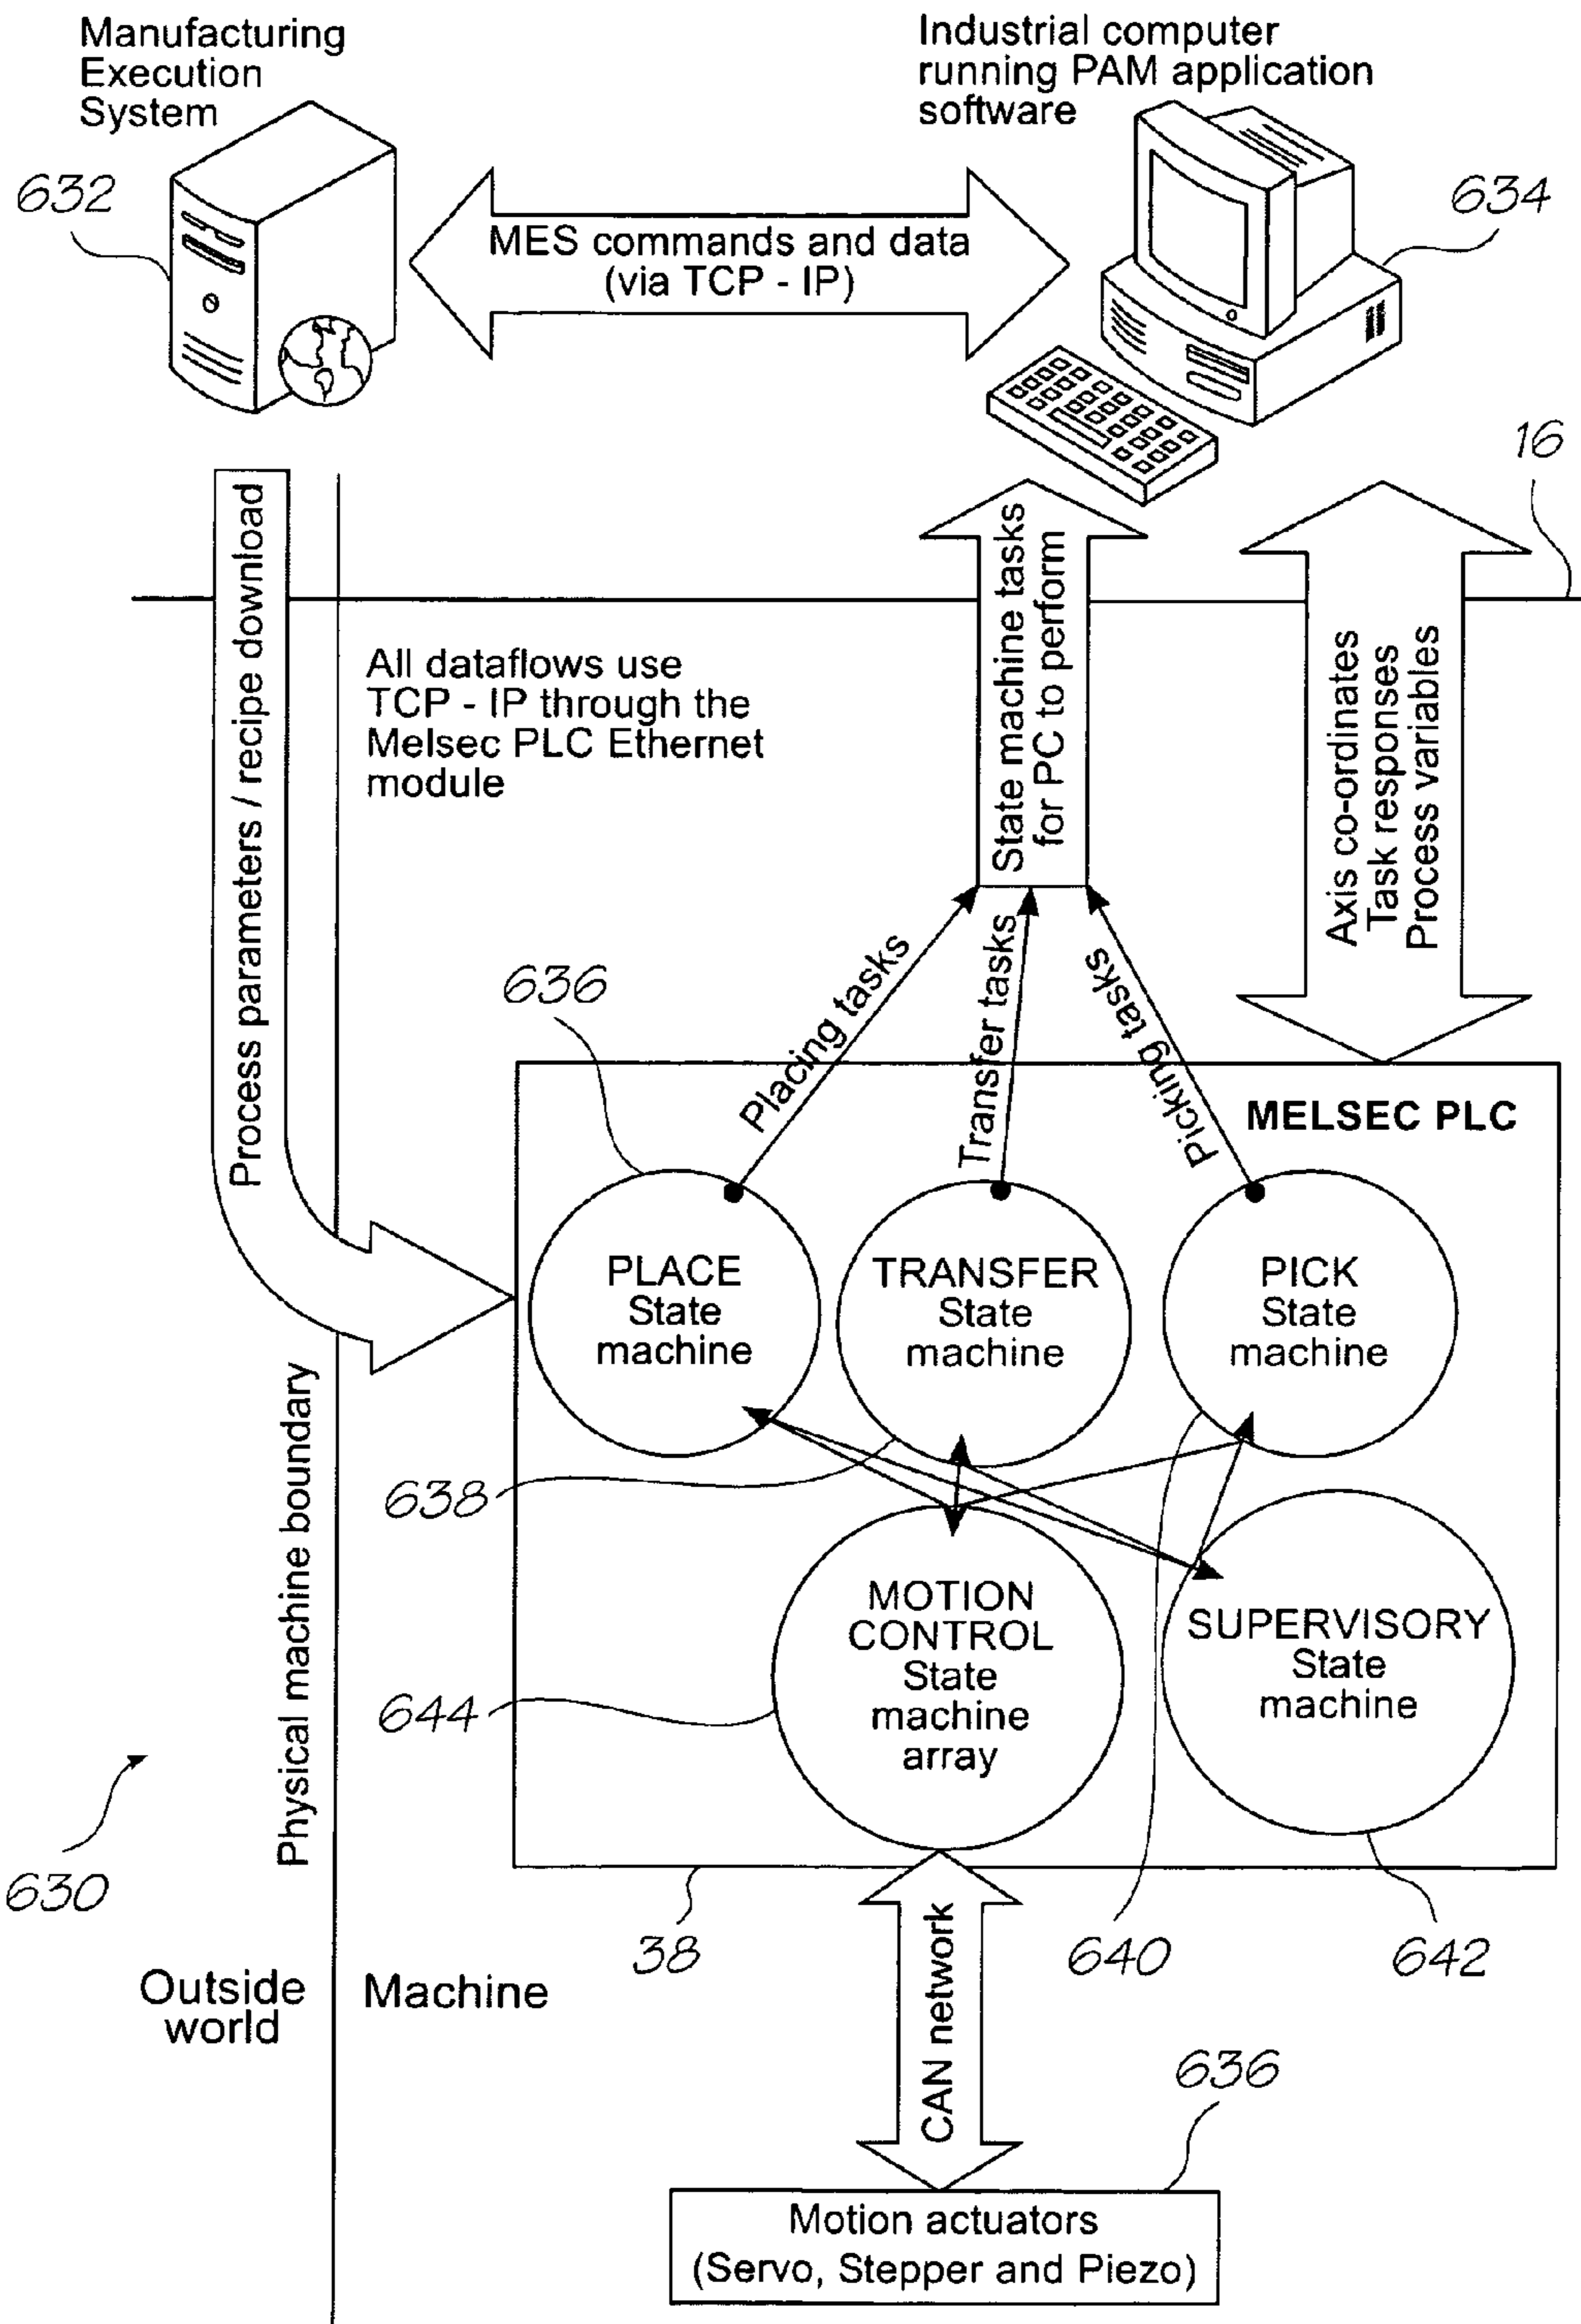 Manufacturing
Execution
System
Industrial computer
running PAM application
software
632
634
MES commands and data
(via TCP - IP)
16
Process parameters / recipe download
All dataflows use
TCP - IP through the
Melsec PLC Ethernet
module
State machine tasks
for PC to perform
Axis co-ordinates
Task responses
Process variables
636
Placing tasks
Transfer tasks
Picking tasks
MELSEC PLC
PLACE
State
machine
TRANSFER
State
machine
PICK
State
machine
638
Physical machine boundary
MOTION
CONTROL
State
machine
array
SUPERVISORY
State
machine
644
630
38
640
642
Outside
world
Machine
CAN network
636
Motion actuators
(Servo, Stepper and Piezo)